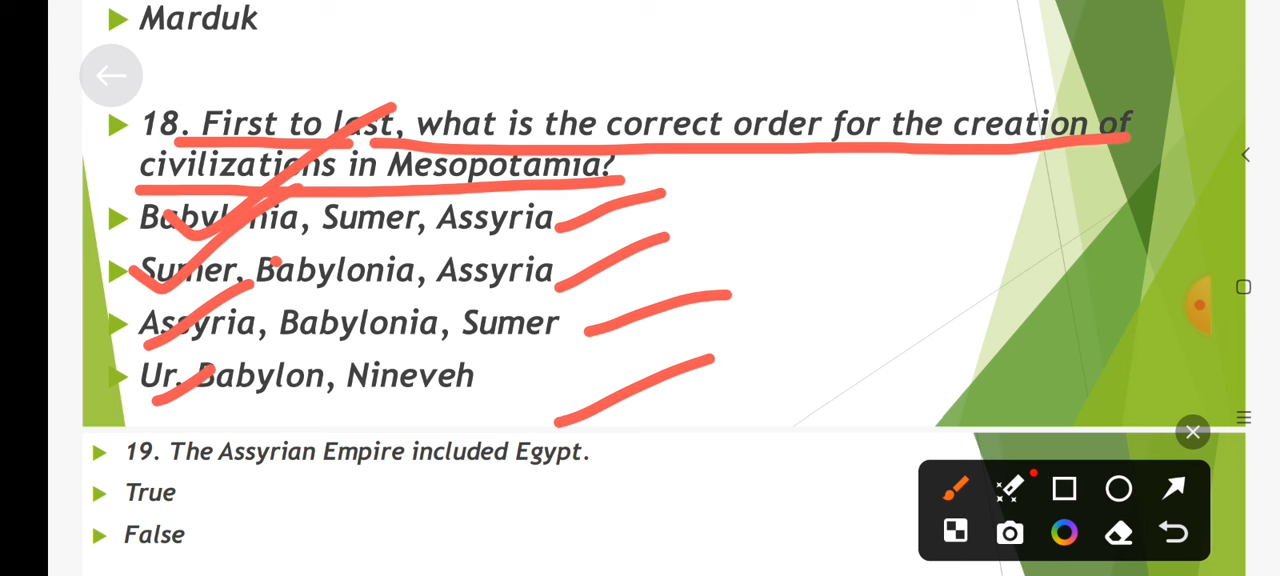 Marduk
18. First to last, what is the correct order for the creation of
civilizations in Mesopotamia?
Babylonia, Sumer, Assyria
Sumer, Babylonia, Assyria
Assyria, Babylonia, Sumer
Ur. Babylon, Nineveh
19. The Assyrian Empire included Egypt.
True
False